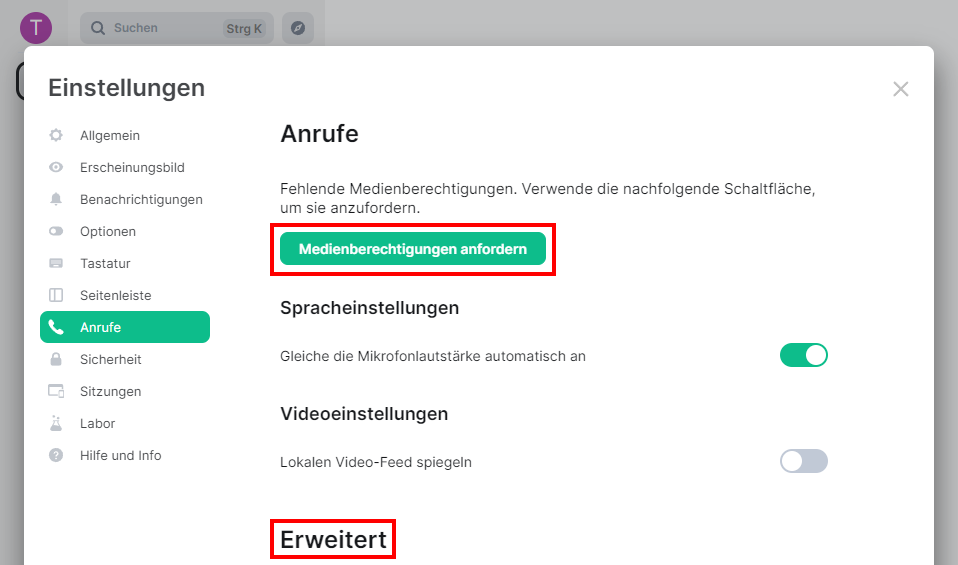 T
Suchen
Strg K
Einstellungen
Allgemein
Erscheinungsbild
Benachrichtigungen
Optionen
Tastatur
Seitenleiste
Anrufe
Sicherheit
Sitzungen
Labor
Hilfe und Info
Anrufe
Fehlende Medienberechtigungen. Verwende die nachfolgende Schaltfläche,
um sie anzufordern.
Medienberechtigungen anfordern
Spracheinstellungen
Gleiche die Mikrofonlautstärke automatisch an
Videoeinstellungen
Lokalen Video-Feed spiegeln
Erweitert